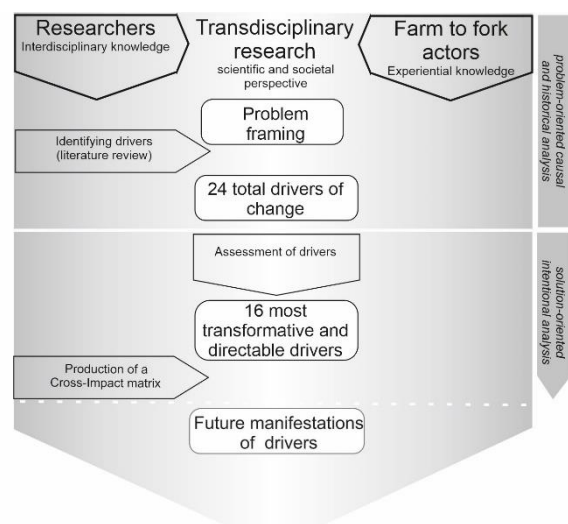 Researchers
Interdisciplinary knowledge
Transdisciplinary
research
scientific and societal
perspective
Farm to fork
actors
Experiential knowledge
problem-oriented causal
and historical analysis
Problem
framing
Identifying drivers
(literature review)
24 total drivers of
change
Assessment of drivers
solution-oriented
intentional analysis
16 most
transformative and
directable drivers
Production of a
Cross-Impact matrix
Future manifestations
of drivers